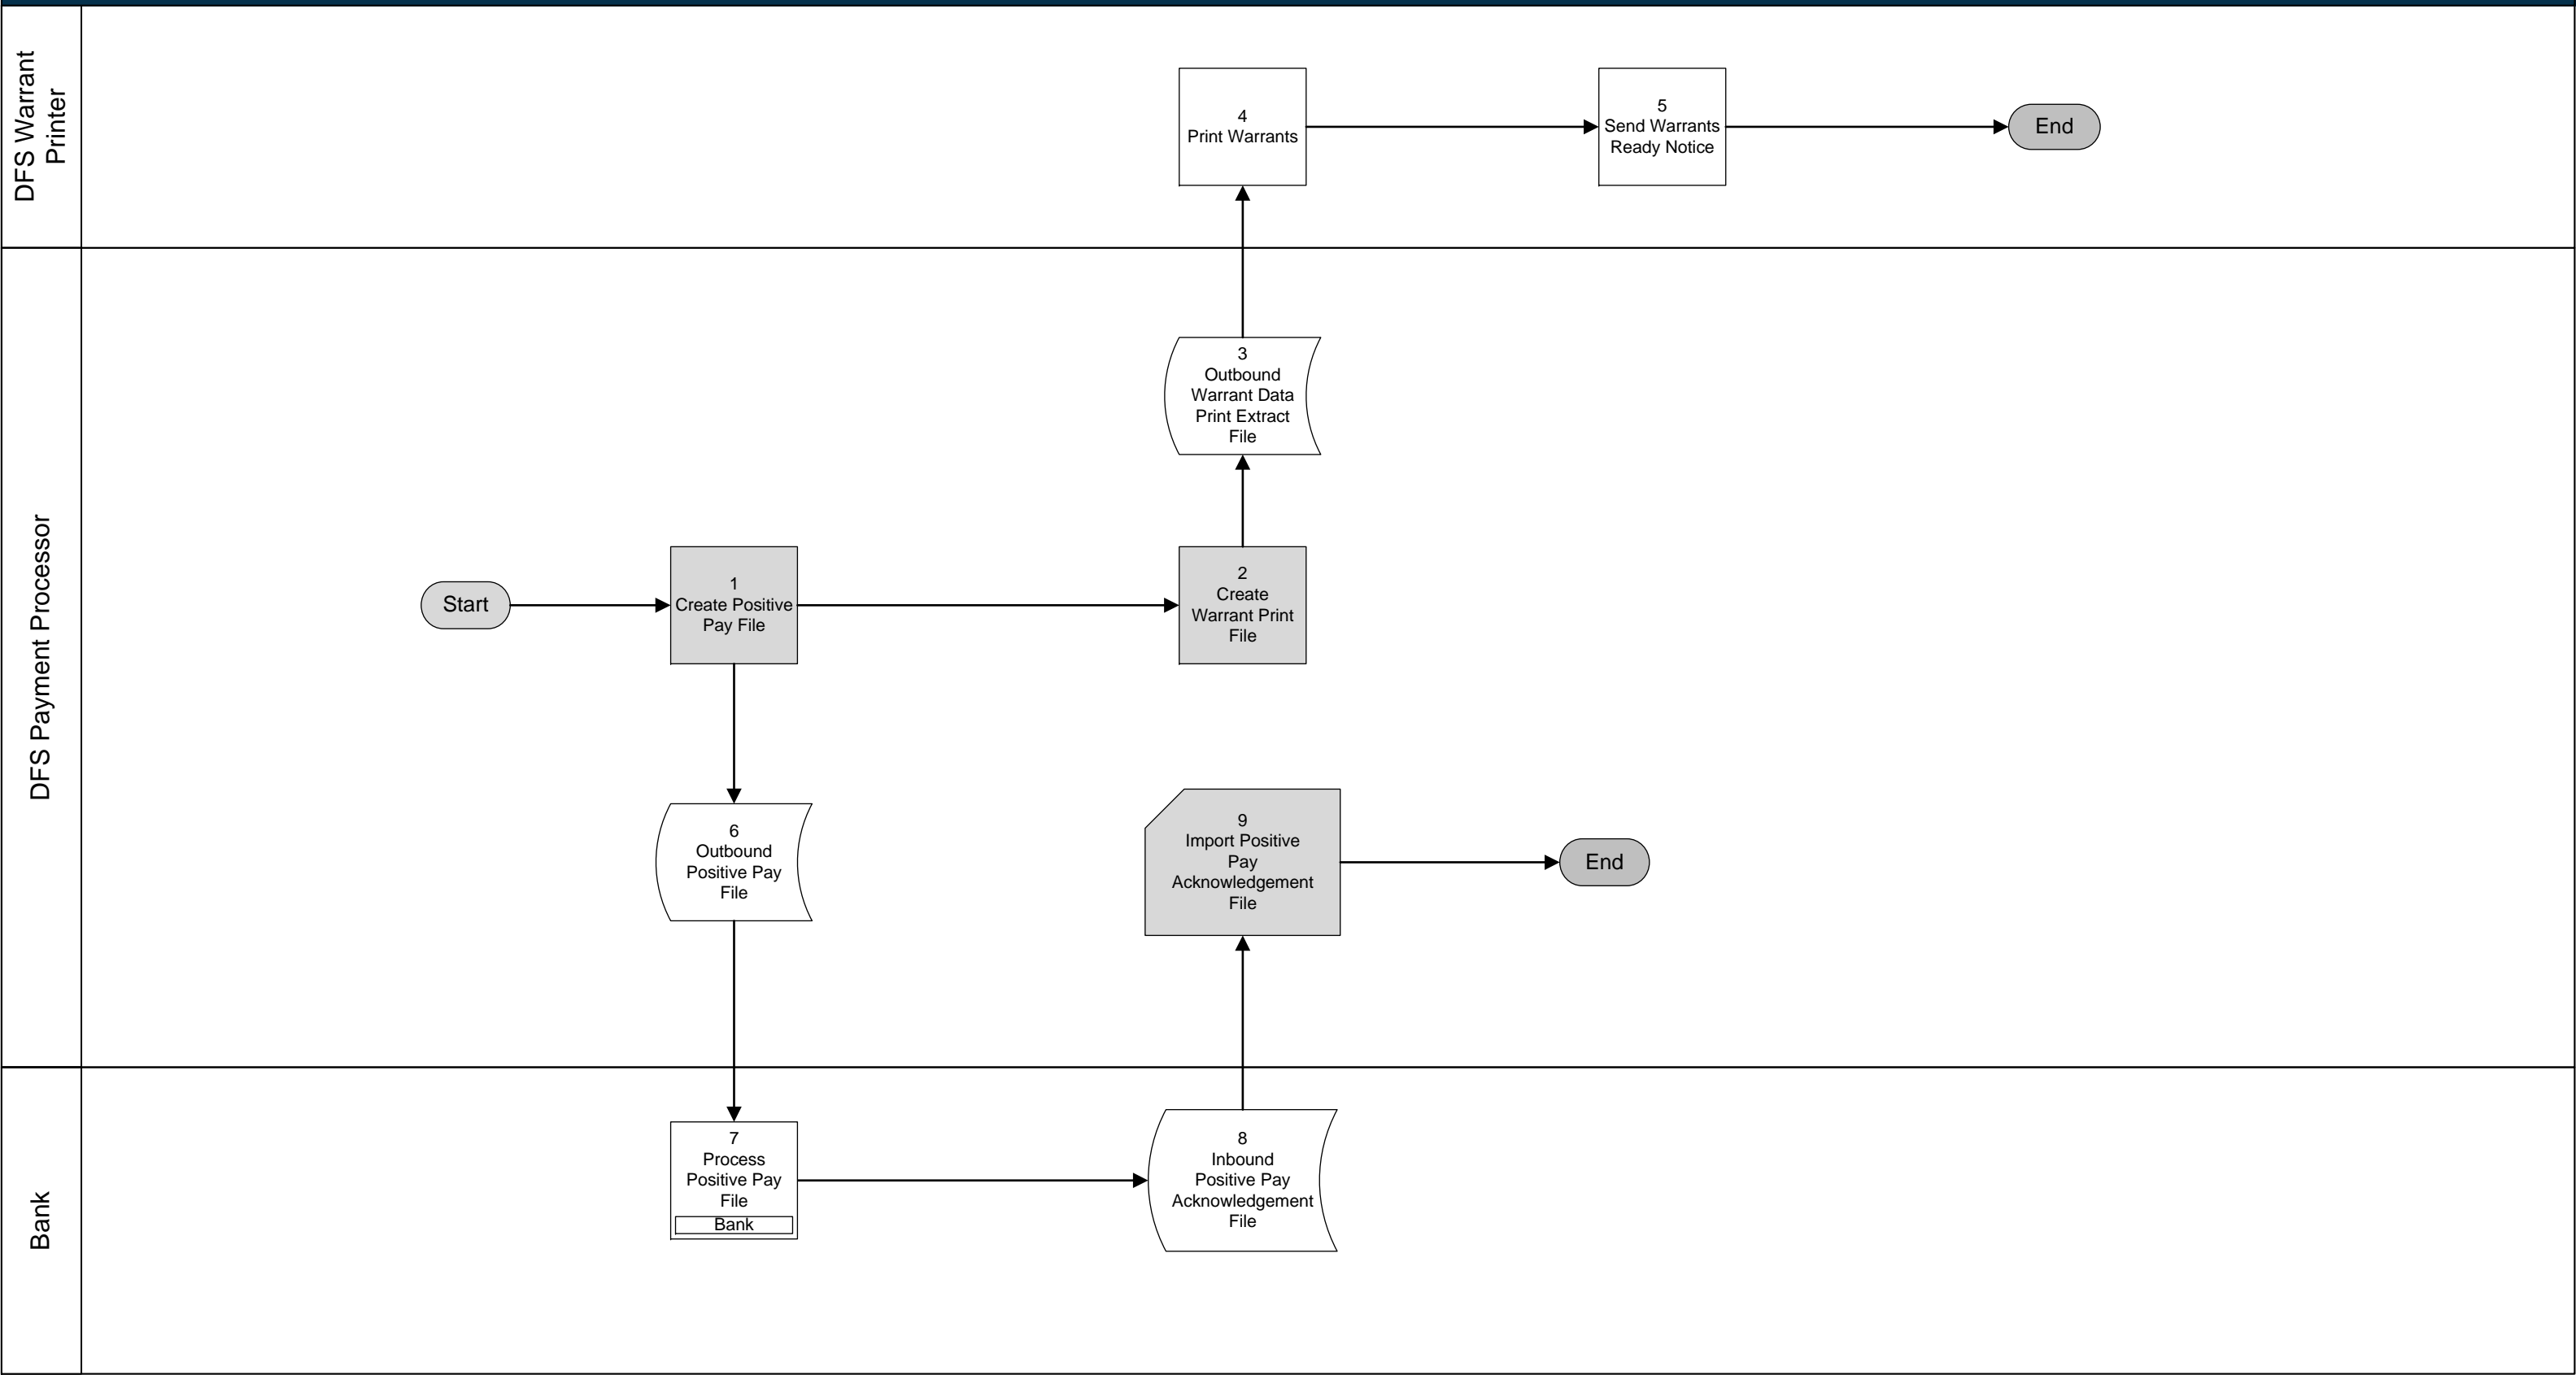 DFS Warrant
Printer
4
Print Warrants
5
Send Warrants
Ready Notice
End
DFS Payment Processor
3
Outbound
Warrant Data
Print Extract
File
Start
1
Create Positive
Pay File
2
Create
Warrant Print
File
6
Outbound
Positive Pay
File
9
Import Positive
Pay
Acknowledgement
File
End
Bank
7
Process
Positive Pay
File
Bank
8
Inbound
Positive Pay
Acknowledgement
File